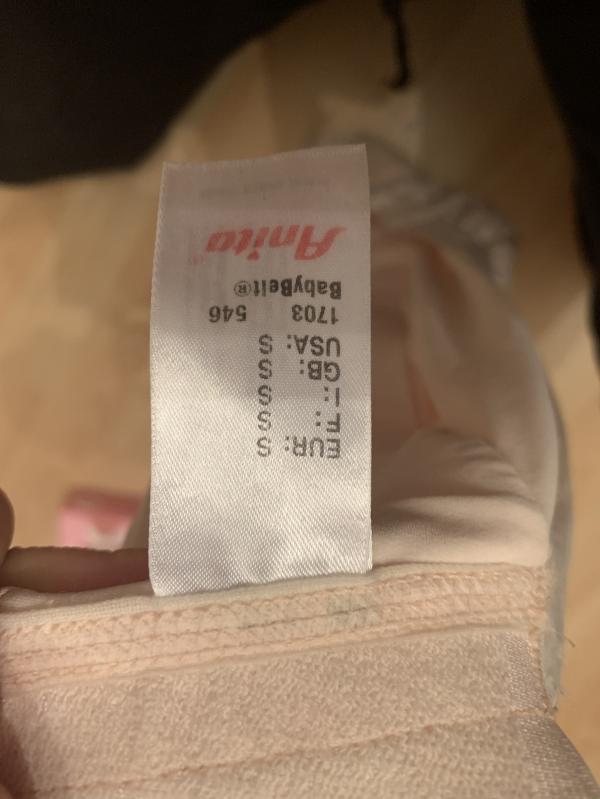 Anita
BabyBelt®
1703 546
USA: S
GB: S
I: S
F: S
EUR: S